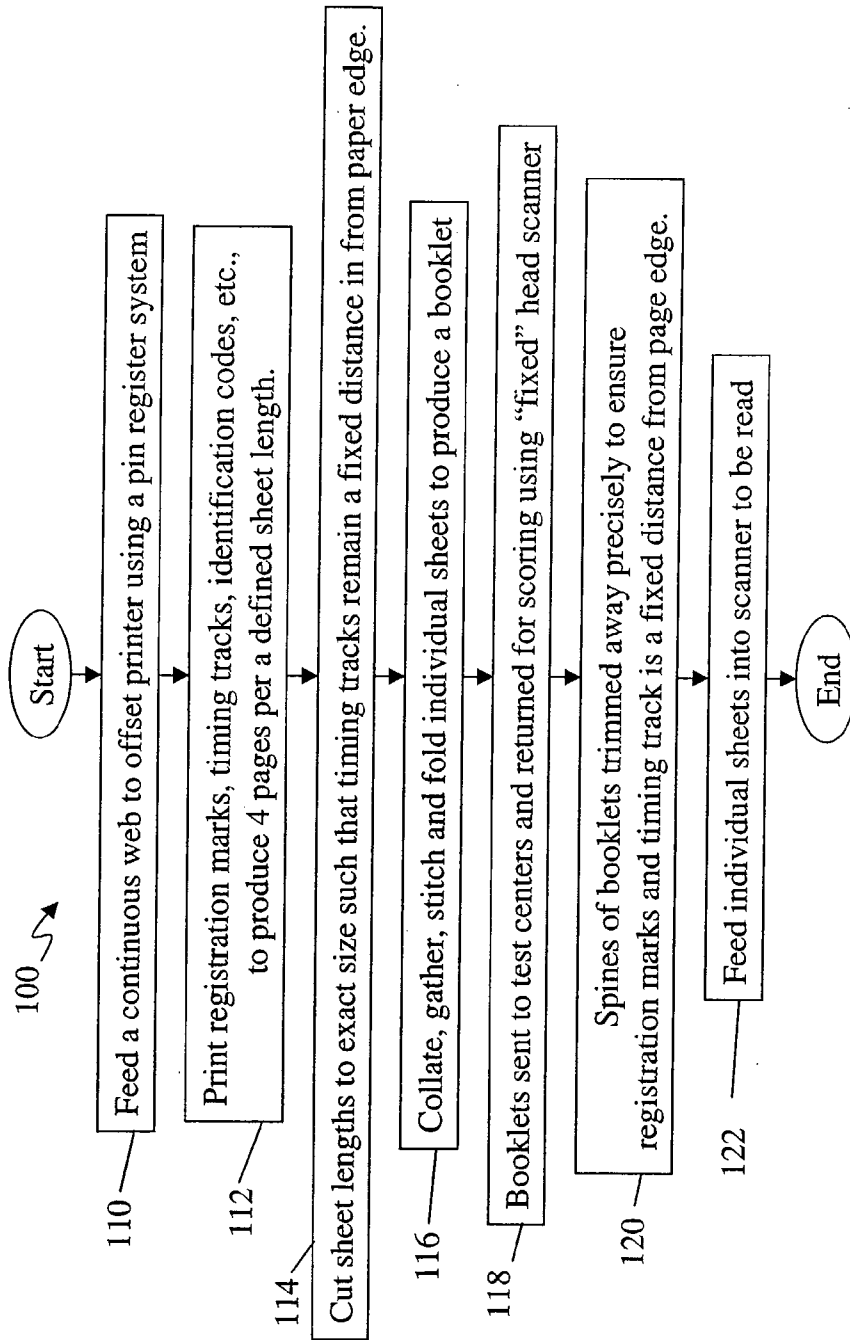 100
Start
110
Feed a continuous web to offset printer using a pin register system
112
Print registration marks, timing tracks, identification codes, etc.,
to produce 4 pages per a defined sheet length.
114
Cut sheet lengths to exact size such that timing tracks remain a fixed distance in from paper edge.
116
Collate, gather, stitch and fold individual sheets to produce a booklet
118
Booklets sent to test centers and returned for scoring using “fixed” head scanner
120
Spines of booklets trimmed away precisely to ensure
registration marks and timing track is a fixed distance from page edge.
122
Feed individual sheets into scanner to be read
End